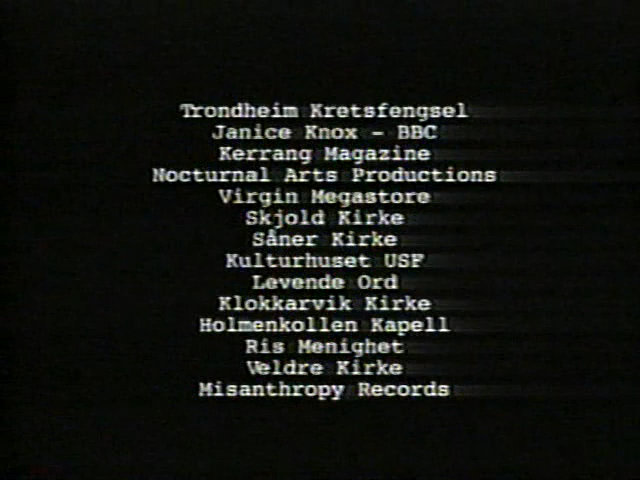 Trondheim Kretsfengsel
Janice Knox - BBC
Kerrang Magazine
Nocturnal Arts Productions
Virgin Megastore
Skjold Kirke
Såner Kirke
Kulturhuset USF
Levende Ord
Klokkarvik Kirke
Holmenkollen Kapell
Ris Menighet
Veldre Kirke
Misanthropy Records